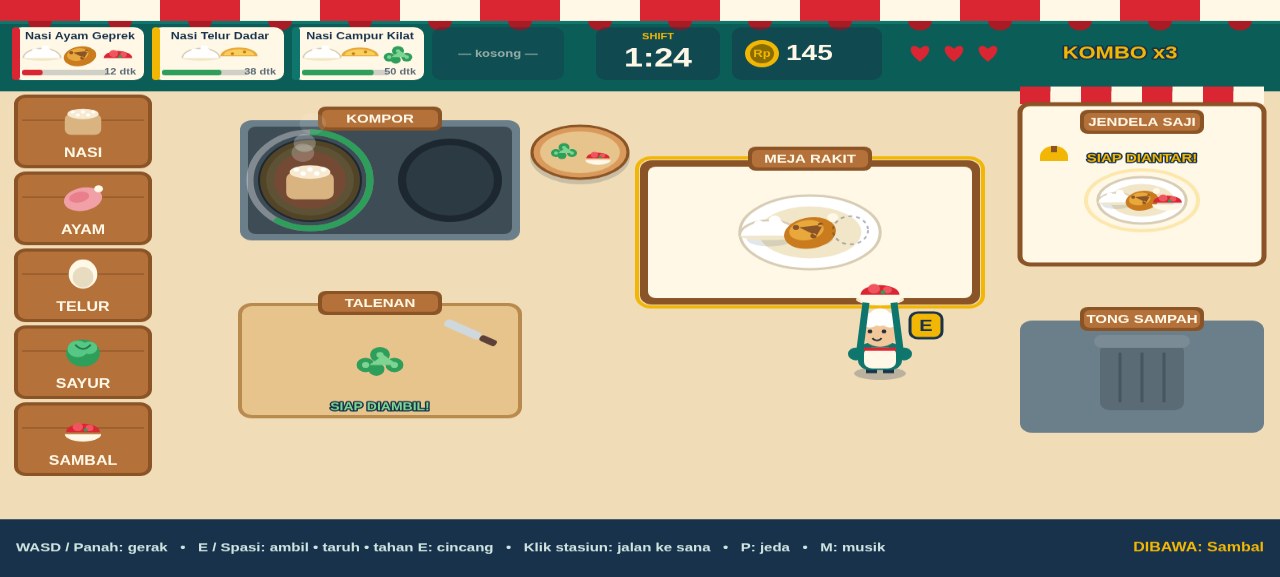 Nasi Ayam Geprek
12 dtk
Nasi Telur Dadar
38 dtk
Nasi Campur Kilat
50 dtk
— kosong —
SHIFT
1:24
Rp 145
KOMBO x3
NASI
AYAM
TELUR
SAYUR
SAMBAL
KOMPOR
TALENAN
SIAP DIAMBIL!
MEJA RAKIT
E
JENDELA SAJI
SIAP DIANTAR!
TONG SAMPAH
WASD / Panah: gerak • E / Spasi: ambil • taruh • tahan E: cincang • Klik stasiun: jalan ke sana • P: jeda • M: musik
DIBAWA: Sambal